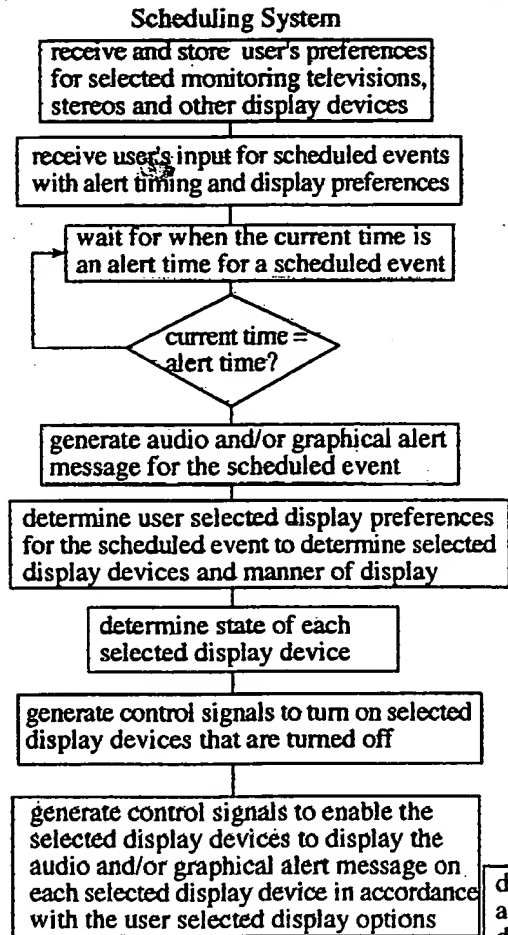 Scheduling System
receive and store user's preferences
for selected monitoring televisions,
stereos and other display devices
receive user's input for scheduled events
with alert timing and display preferences
wait for when the current time is
an alert time for a scheduled event
current time =
alert time?
generate audio and/or graphical alert
message for the scheduled event
determine user selected display preferences
for the scheduled event to determine selected
display devices and manner of display
determine state of each
selected display device
generate control signals to turn on selected
display devices that are turned off
generate control signals to enable the
selected display devices to display the
audio and/or graphical alert message on
each selected display device in accordance
with the user selected display options
d
a